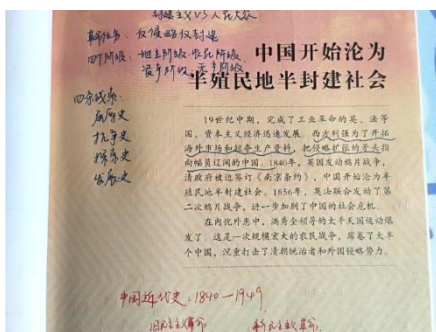 封建主义VS人民大众
革命任务：反侵略反封建
四个阶级：地主阶级、农民阶级
资产阶级、无产阶级
中国开始沦为
半殖民地半封建社会
四条线索：
屈辱史
抗争史
探索史
发展史
19世纪中期，完成了工业革命的英、法等
国，资本主义经济迅速发展。西方列强为了开拓
海外市场和掠夺生产资料，把侵略扩张的矛头指
向幅员辽阔的中国。1840年，英国发动鸦片战争，
清政府被迫签订《南京条约》，中国开始沦为半
殖民地半封建社会。1856年，英法联合发动了第
二次鸦片战争，进一步加剧了中国的社会危机。
在内忧外患中，洪秀全领导的太平天国运动爆
发了。这是一次规模宏大的农民战争，席卷了大半
个中国，沉重打击了清朝统治者和外国侵略势力。
中国近代史：1840—1949
旧民主主义革命 新民主主义革命